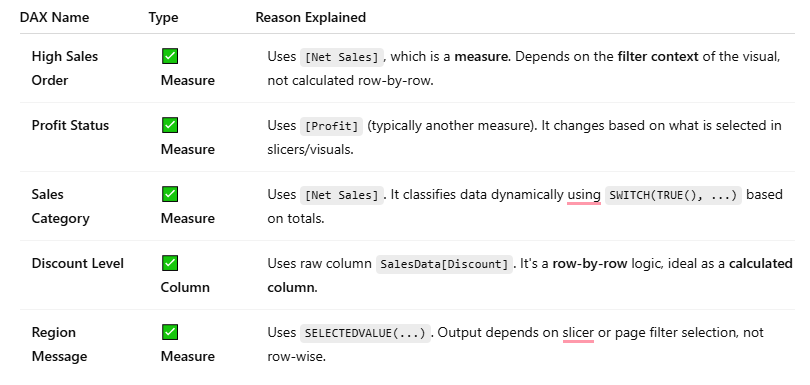 DAX Name Type Reason Explained
High Sales Order ✅ Measure Uses [Net Sales], which is a measure. Depends on the filter context of the visual,
not calculated row-by-row.
Profit Status ✅ Measure Uses [Profit] (typically another measure). It changes based on what is selected in
slicers/visuals.
Sales Category ✅ Measure Uses [Net Sales]. It classifies data dynamically using SWITCH(TRUE(), ...) based
on totals.
Discount Level ✅ Column Uses raw column SalesData[Discount]. It's a row-by-row logic, ideal as a calculated
column.
Region Message ✅ Measure Uses SELECTEDVALUE(...). Output depends on slicer or page filter selection, not
row-wise.